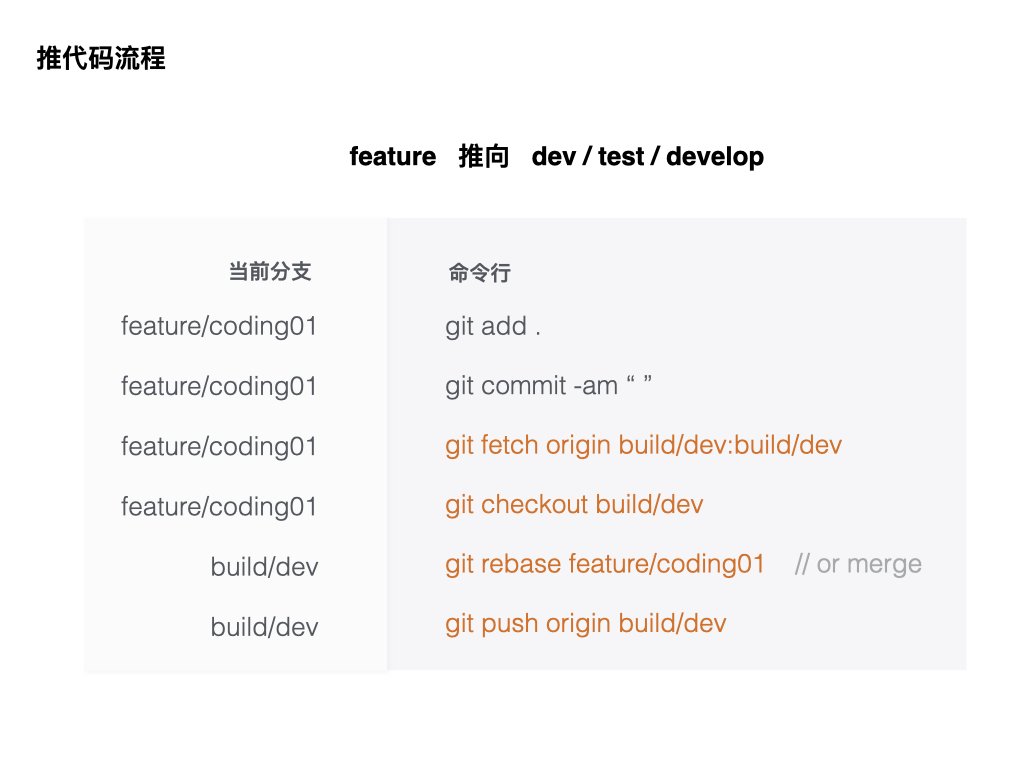 推代码流程
feature 推向 dev / test / develop
当前分支 命令行
feature/coding01 git add .
feature/coding01 git commit -am “ ”
feature/coding01 git fetch origin build/dev:build/dev
feature/coding01 git checkout build/dev
build/dev git rebase feature/coding01 // or merge
build/dev git push origin build/dev